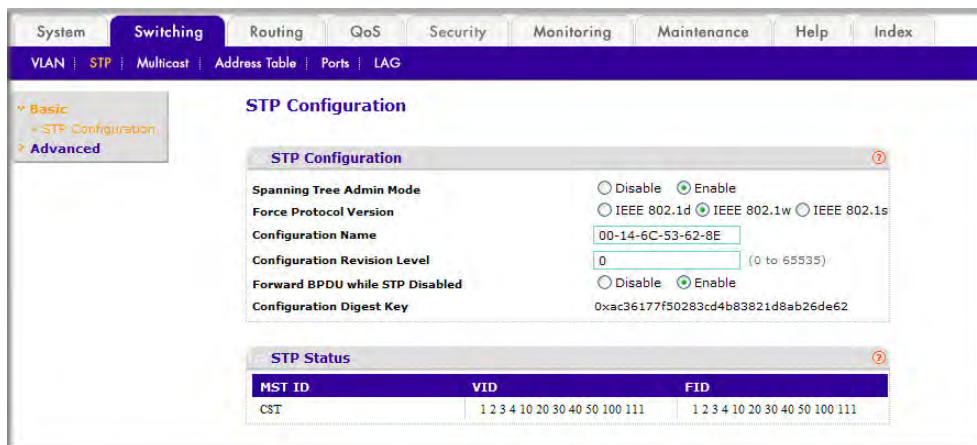 System Switching Routing QoS Security Monitoring Maintenance Help Index
VLAN STP Multicast Address Table Ports LAG
Basic
STP Configuration
Advanced
STP Configuration
STP Configuration
Spanning Tree Admin Mode Disable Enable
Force Protocol Version IEEE 802.1d IEEE 802.1w IEEE 802.1s
Configuration Name 00-14-6C-53-62-8E
Configuration Revision Level 0 (0 to 65535)
Forward BPDU while STP Disabled Disable Enable
Configuration Digest Key 0xac36177f50283cd4b83821d8ab26de62
STP Status
MST ID VID FID
CST 1 2 3 4 10 20 30 40 50 100 111 1 2 3 4 10 20 30 40 50 100 111